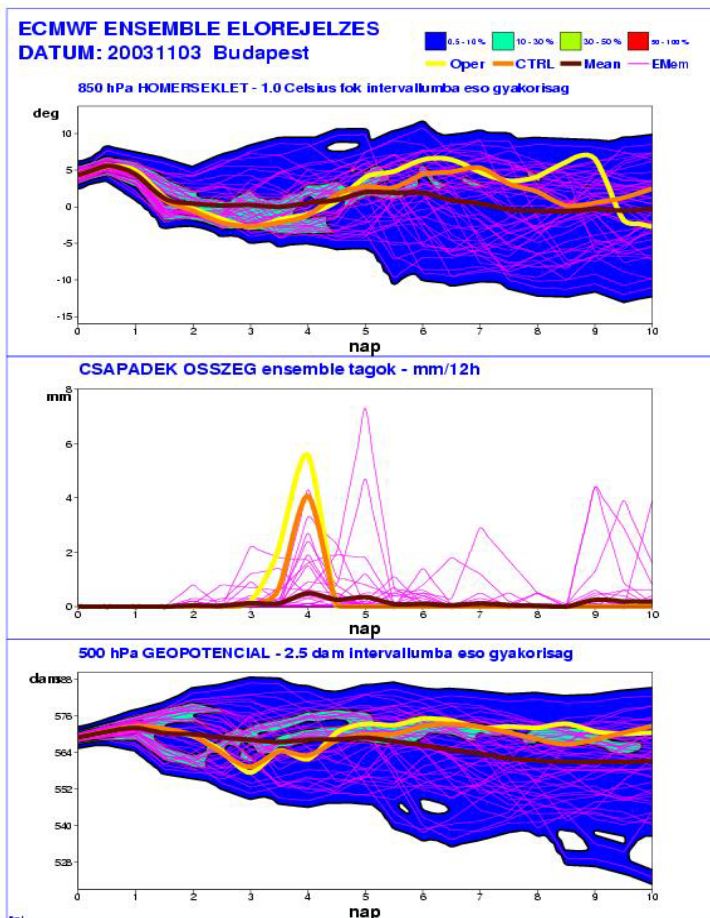 ECMWF ENSEMBLE ELOREJELZES
DATUM: 20031103 Budapest
0.5 - 10 % 10 - 30 % 30 - 50 % 50 - 100 %
Oper CTRL Mean EMem
850 hPa HOMERSEKLET - 1.0 Celsius fok intervallumba eso gyakorisag
deg
10
5
0
-5
-10
-15
0 1 2 3 4 5 6 7 8 9 10
nap
CSAPADEK OSSZEG ensemble tagok - mm/12h
mm
8
6
4
2
0
0 1 2 3 4 5 6 7 8 9 10
nap
500 hPa GEOPOTENCIAL - 2.5 dam intervallumba eso gyakorisag
dam
588
576
564
552
540
528
0 1 2 3 4 5 6 7 8 9 10
nap